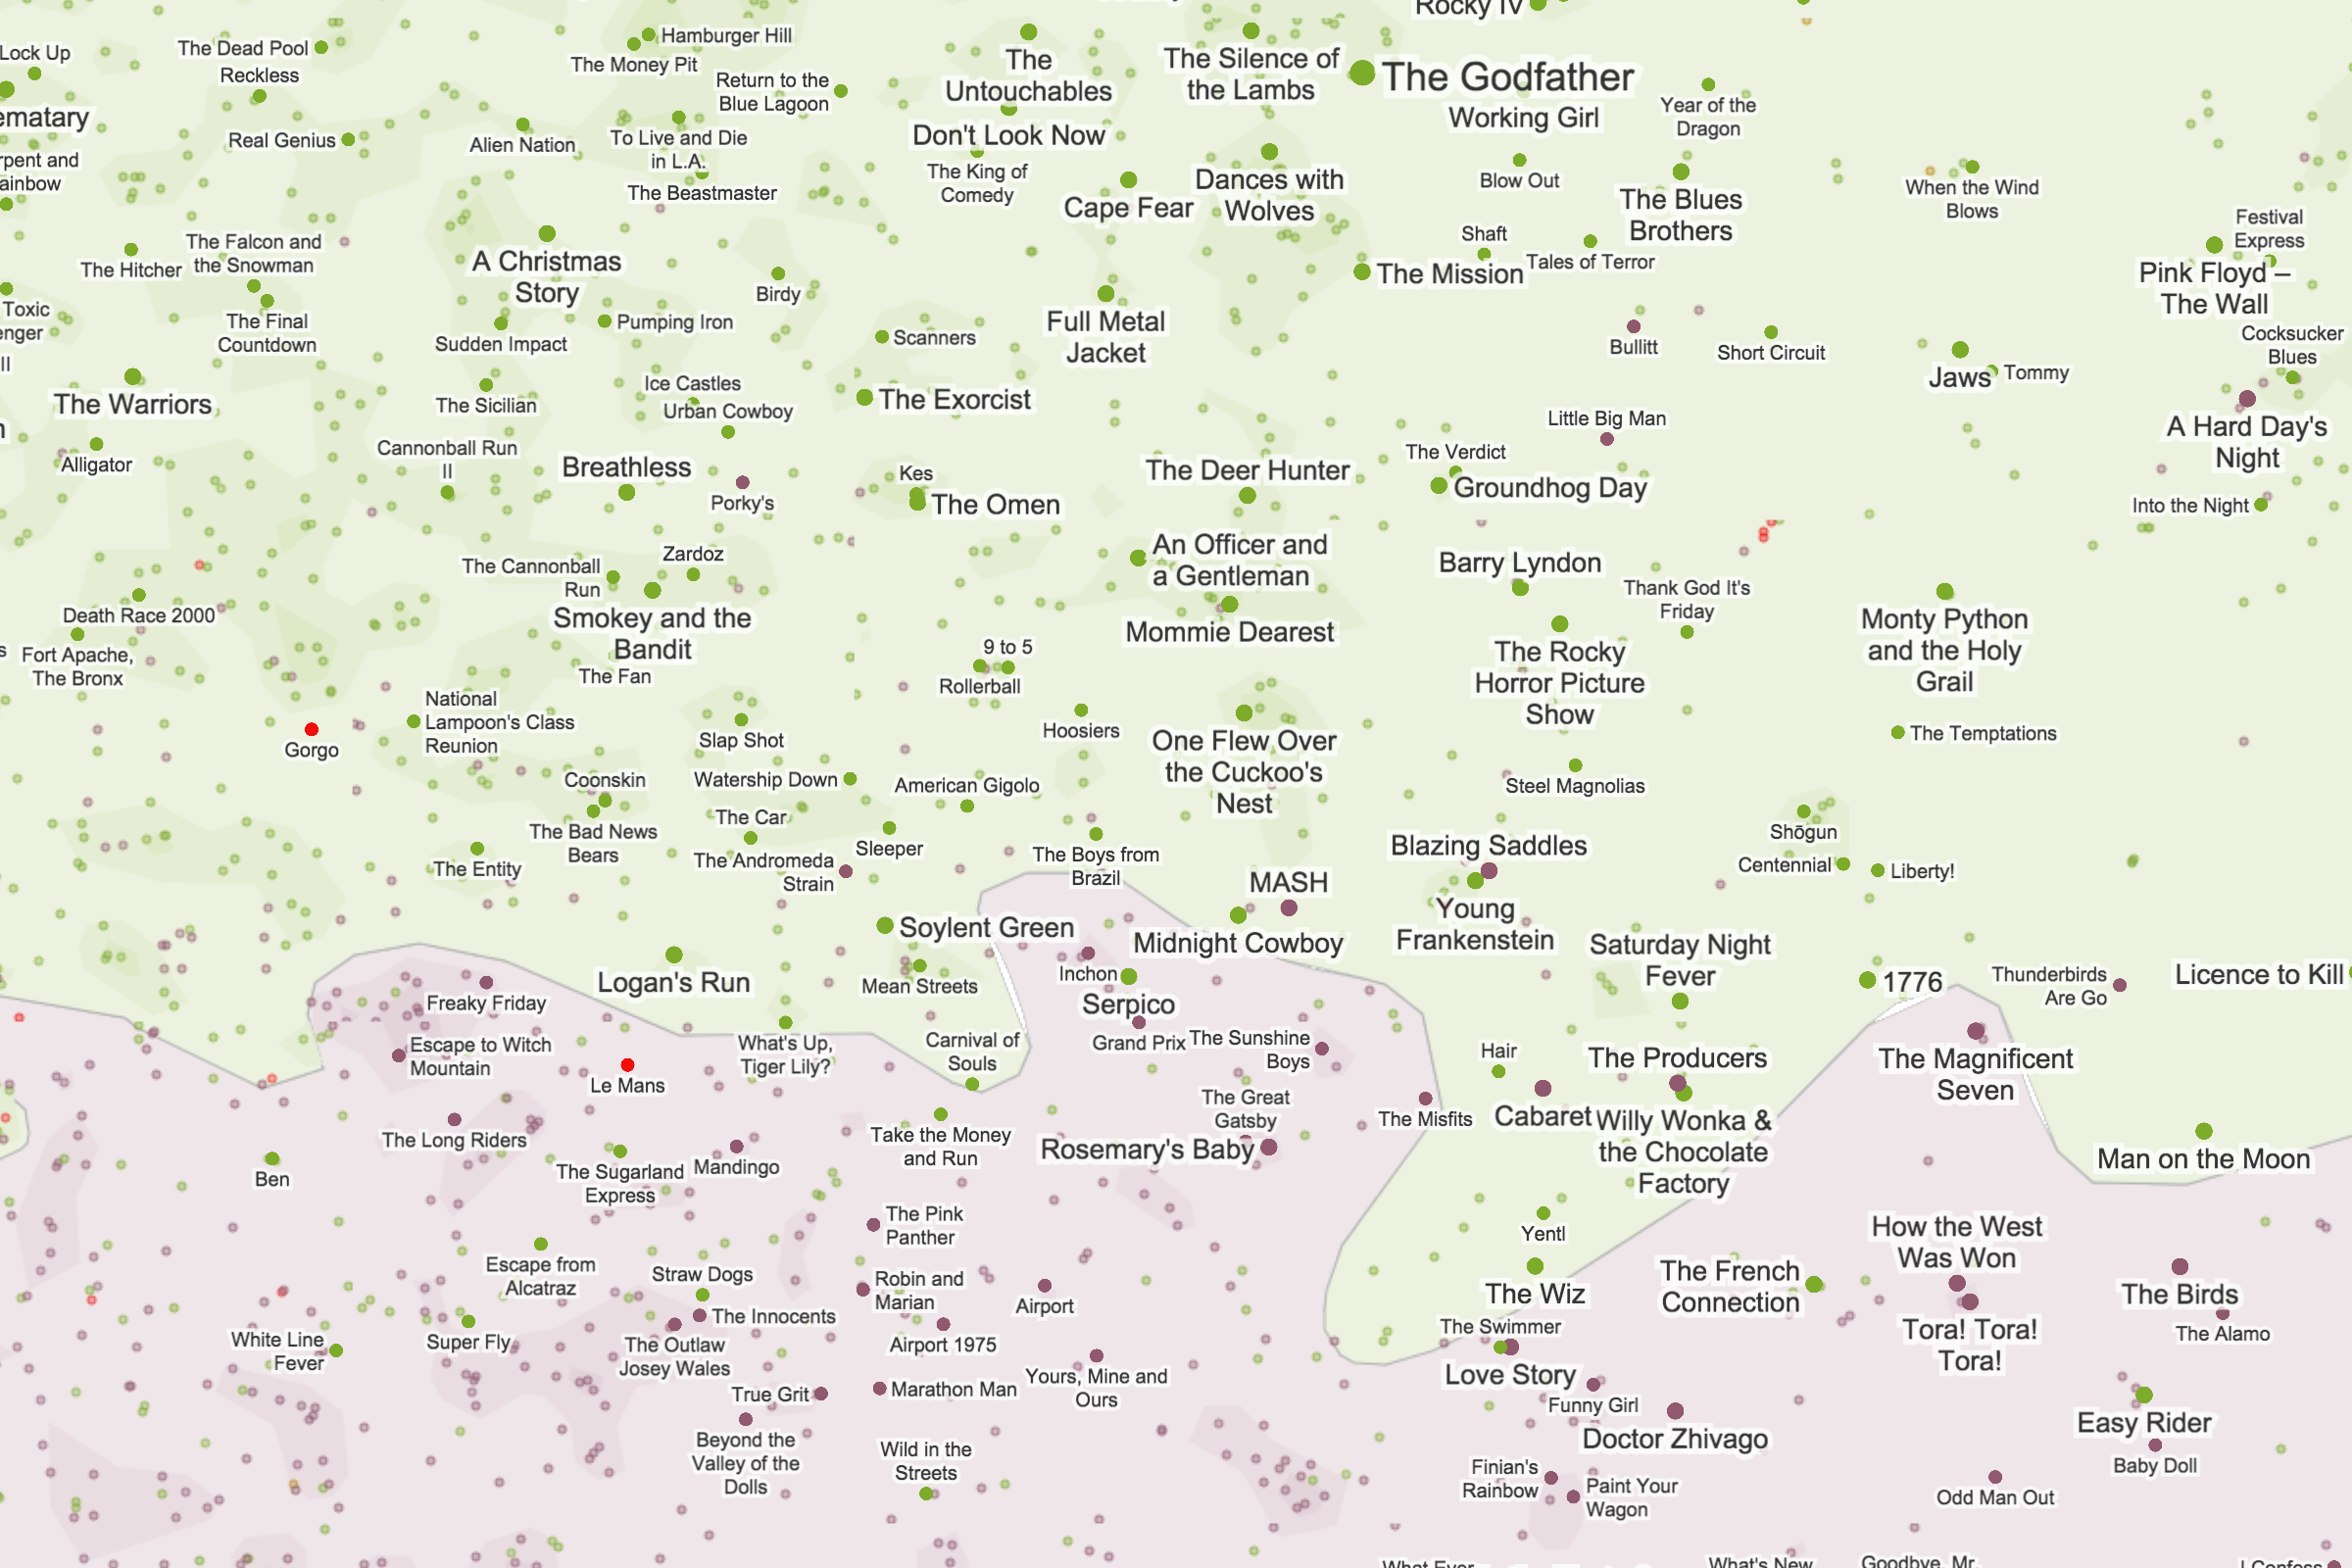 Rocky IV
Lock Up
The Dead Pool
Reckless
Hamburger Hill
The Money Pit
Return to the
Blue Lagoon
The
Untouchables
The Silence of
the Lambs
The Godfather
Working Girl
Year of the
Dragon
ematary
Real Genius
Alien Nation
To Live and Die
in L.A.
Don't Look Now
rpent and
ainbow
The Beastmaster
The King of
Comedy
Cape Fear
Dances with
Wolves
Blow Out
The Blues
Brothers
When the Wind
Blows
Festival
Express
The Hitcher
The Falcon and
the Snowman
A Christmas
Story
Birdy
Shaft
The Mission
Tales of Terror
Pink Floyd –
The Wall
Toxic
enger
II
The Final
Countdown
Sudden Impact
Pumping Iron
Scanners
Full Metal
Jacket
Bullitt
Short Circuit
Cocksucker
Blues
Jaws
Tommy
The Warriors
The Sicilian
Ice Castles
Urban Cowboy
The Exorcist
Little Big Man
A Hard Day's
Night
Alligator
Cannonball Run
II
Breathless
Porky's
Kes
The Omen
The Deer Hunter
The Verdict
Groundhog Day
Into the Night
The Cannonball
Run
Zardoz
An Officer and
a Gentleman
Barry Lyndon
Thank God It's
Friday
Death Race 2000
Smokey and the
Bandit
Mommie Dearest
Monty Python
and the Holy
Grail
Fort Apache,
The Bronx
The Fan
9 to 5
Rollerball
The Rocky
Horror Picture
Show
Gorgo
National
Lampoon's Class
Reunion
Slap Shot
Hoosiers
One Flew Over
the Cuckoo's
Nest
The Temptations
Coonskin
Watership Down
American Gigolo
Steel Magnolias
The Bad News
Bears
The Car
Sleeper
Blazing Saddles
Shōgun
The Entity
The Andromeda
Strain
The Boys from
Brazil
MASH
Centennial
Liberty!
Soylent Green
Midnight Cowboy
Young
Frankenstein
Saturday Night
Fever
Logan's Run
Mean Streets
Inchon
Serpico
1776
Thunderbirds
Are Go
Licence to Kill
Freaky Friday
Escape to Witch
Mountain
Le Mans
What's Up,
Tiger Lily?
Carnival of
Souls
Grand Prix
The Sunshine
Boys
Hair
The Producers
The Magnificent
Seven
The Long Riders
The Great
Gatsby
The Misfits
Cabaret
Willy Wonka &
the Chocolate
Factory
Take the Money
and Run
Rosemary's Baby
Man on the Moon
Ben
The Sugarland
Express
Mandingo
The Pink
Panther
Yentl
How the West
Was Won
Escape from
Alcatraz
Straw Dogs
Robin and
Marian
Airport
The Wiz
The French
Connection
The Birds
The Innocents
The Alamo
White Line
Fever
Super Fly
The Outlaw
Josey Wales
Airport 1975
The Swimmer
Tora! Tora!
Tora!
True Grit
Marathon Man
Yours, Mine and
Ours
Love Story
Funny Girl
Easy Rider
Beyond the
Valley of the
Dolls
Wild in the
Streets
Doctor Zhivago
Baby Doll
Finian's
Rainbow
Paint Your
Wagon
Odd Man Out
What Ever
What's New
Goodbye, Mr.
I Confess